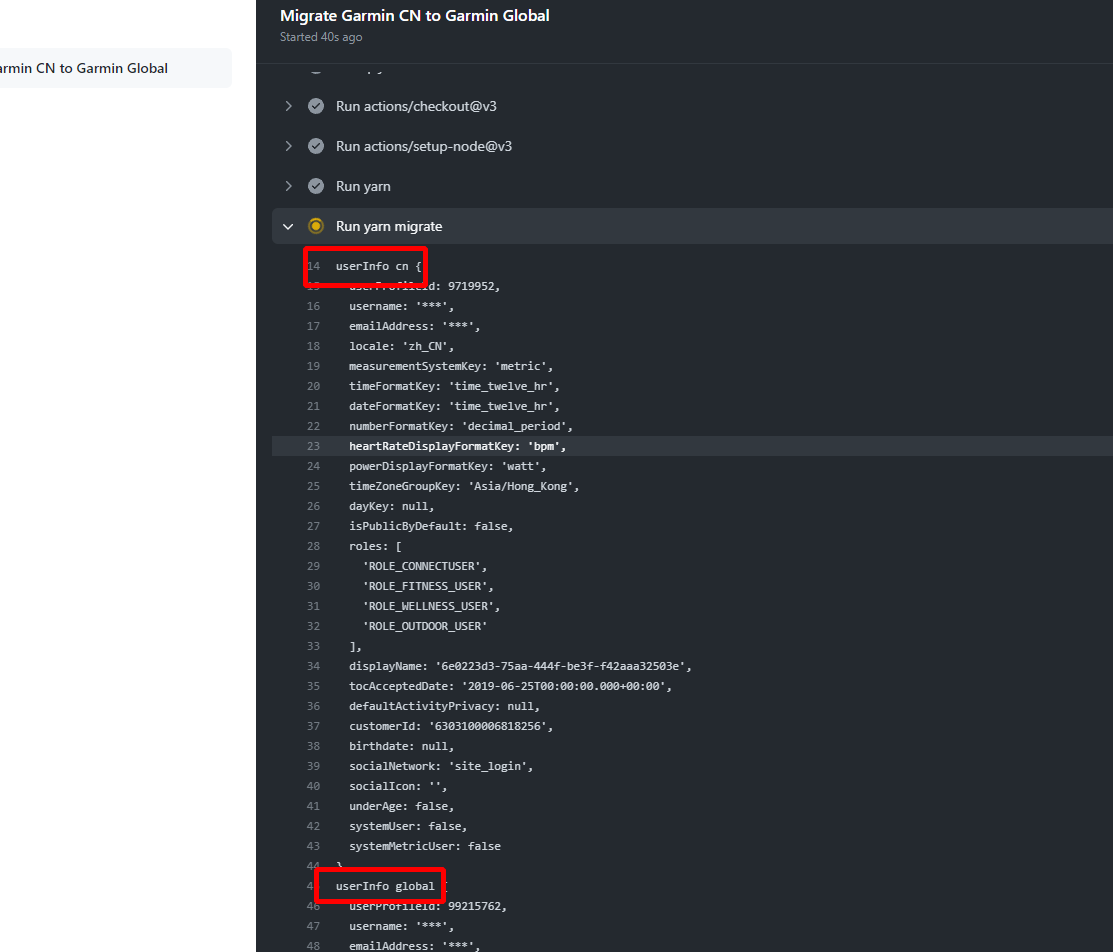 Migrate Garmin CN to Garmin Global
Started 40s ago
armin CN to Garmin Global
Run actions/checkout@v3
Run actions/setup-node@v3
Run yarn
Run yarn migrate
14 userInfo cn {
15 userProfileId: 9719952,
16 username: '***',
17 emailAddress: '***',
18 locale: 'zh_CN',
19 measurementSystemKey: 'metric',
20 timeFormatKey: 'time_twelve_hr',
21 dateFormatKey: 'time_twelve_hr',
22 numberFormatKey: 'decimal_period',
23 heartRateDisplayFormatKey: 'bpm',
24 powerDisplayFormatKey: 'watt',
25 timeZoneGroupKey: 'Asia/Hong_Kong',
26 dayKey: null,
27 isPublicByDefault: false,
28 roles: [
29 'ROLE_CONNECTUSER',
30 'ROLE_FITNESS_USER',
31 'ROLE_WELLNESS_USER',
32 'ROLE_OUTDOOR_USER'
33 ],
34 displayName: '6e0223d3-75aa-444f-be3f-f42aaa32503e',
35 tocAcceptedDate: '2019-06-25T00:00:00.000+00:00',
36 defaultActivityPrivacy: null,
37 customerId: '6303100006818256',
38 birthdate: null,
39 socialNetwork: 'site_login',
40 socialIcon: '',
41 underAge: false,
42 systemUser: false,
43 systemMetricUser: false
44 }
userInfo global
46 userProfileId: 99215762,
47 username: '***',
48 emailAddress: '***',